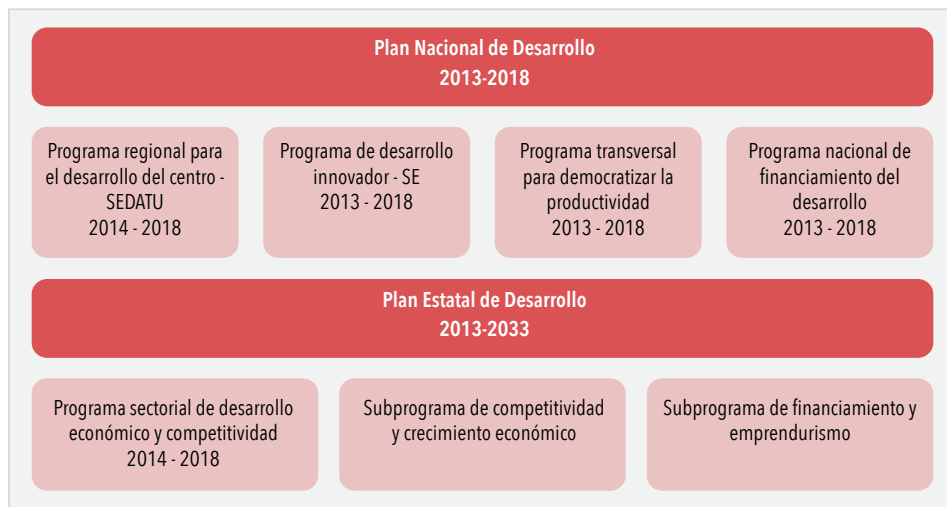 Plan Nacional de Desarrollo
2013-2018
Programa regional para
el desarrollo del centro -
SEDATU
2014 - 2018
Programa de desarrollo
innovador - SE
2013 - 2018
Programa transversal
para democratizar la
productividad
2013 - 2018
Programa nacional de
financiamiento del
desarrollo
2013 - 2018
Plan Estatal de Desarrollo
2013-2033
Programa sectorial de desarrollo
económico y competitividad
2014 - 2018
Subprograma de competitividad
y crecimiento económico
Subprograma de financiamiento y
emprendurismo